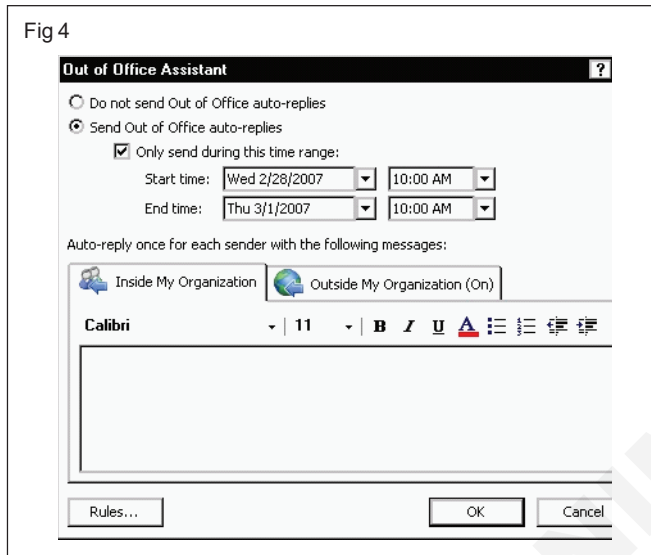 Fig 4
Out of Office Assistant ?
Do not send Out of Office auto-replies
Send Out of Office auto-replies
Only send during this time range:
Start time: Wed 2/28/2007 10:00 AM
End time: Thu 3/1/2007 10:00 AM
Auto-reply once for each sender with the following messages:
Inside My Organization Outside My Organization (On)
Calibri 11 B I U A
Rules... OK Cancel